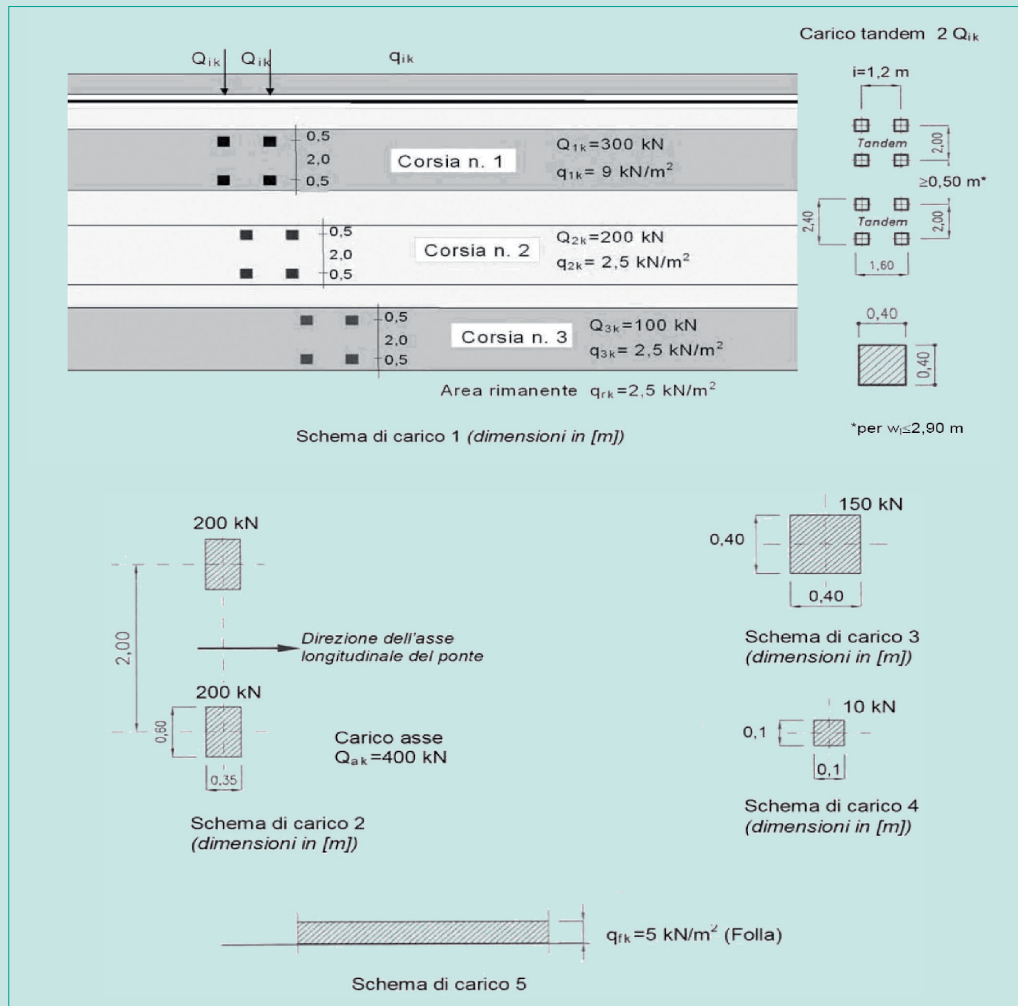 Carico tandem 2 Qik
Qik Qik qik
i=1,2 m
0,5
2,0
0,5
Corsia n. 1
Q1k=300 kN
q1k= 9 kN/m²
Tandem
2,00
≥0,50 m*
0,5
2,0
0,5
Corsia n. 2
Q2k=200 kN
q2k= 2,5 kN/m²
2,40
Tandem
2,00
1,60
0,5
2,0
0,5
Corsia n. 3
Q3k=100 kN
q3k= 2,5 kN/m²
0,40
0,40
Area rimanente qrk=2,5 kN/m²
*per wl≤2,90 m
Schema di carico 1 (dimensioni in [m])
200 kN
2,00
Direzione dell'asse
longitudinale del ponte
200 kN
0,60
0,35
Carico asse
Qak=400 kN
Schema di carico 2
(dimensioni in [m])
150 kN
0,40
0,40
Schema di carico 3
(dimensioni in [m])
10 kN
0,1
0,1
Schema di carico 4
(dimensioni in [m])
qfk=5 kN/m² (Folla)
Schema di carico 5